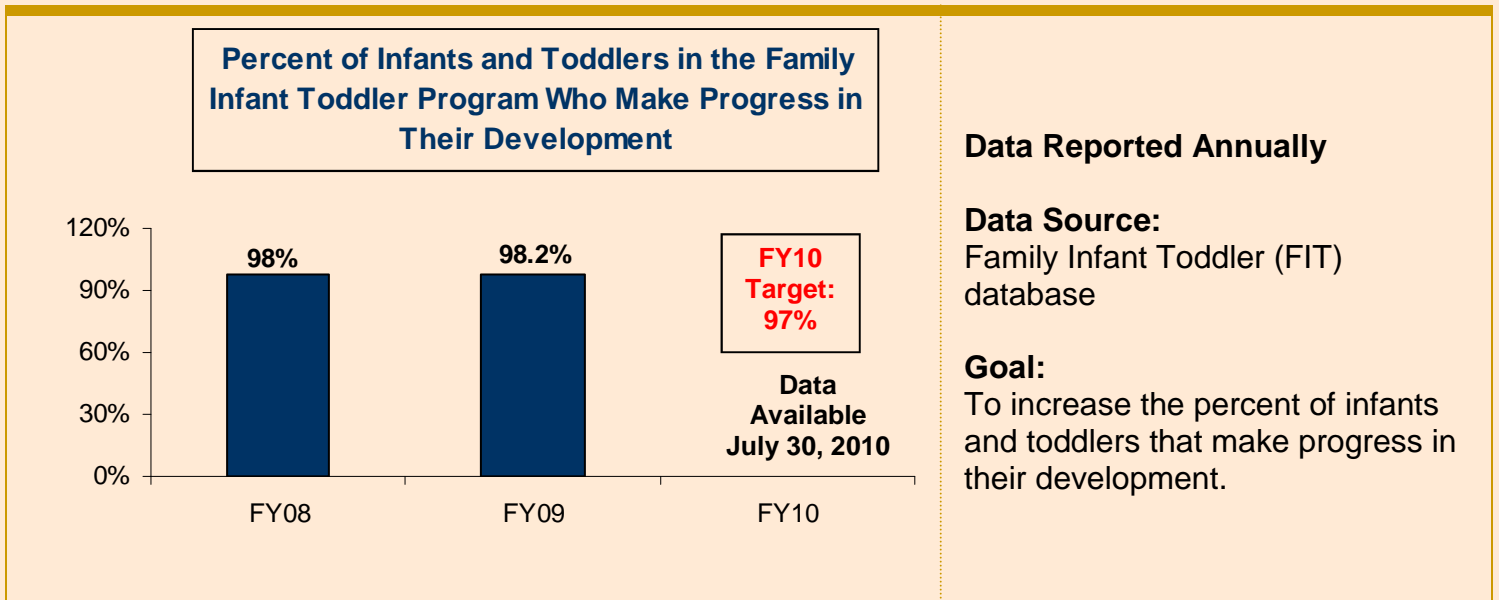 Percent of Infants and Toddlers in the Family
Infant Toddler Program Who Make Progress in
Their Development
120%
90%
60%
30%
0%
98%
98.2%
FY10
Target:
97%
Data
Available
July 30, 2010
FY08
FY09
FY10
Data Reported Annually
Data Source:
Family Infant Toddler (FIT)
database
Goal:
To increase the percent of infants
and toddlers that make progress in
their development.